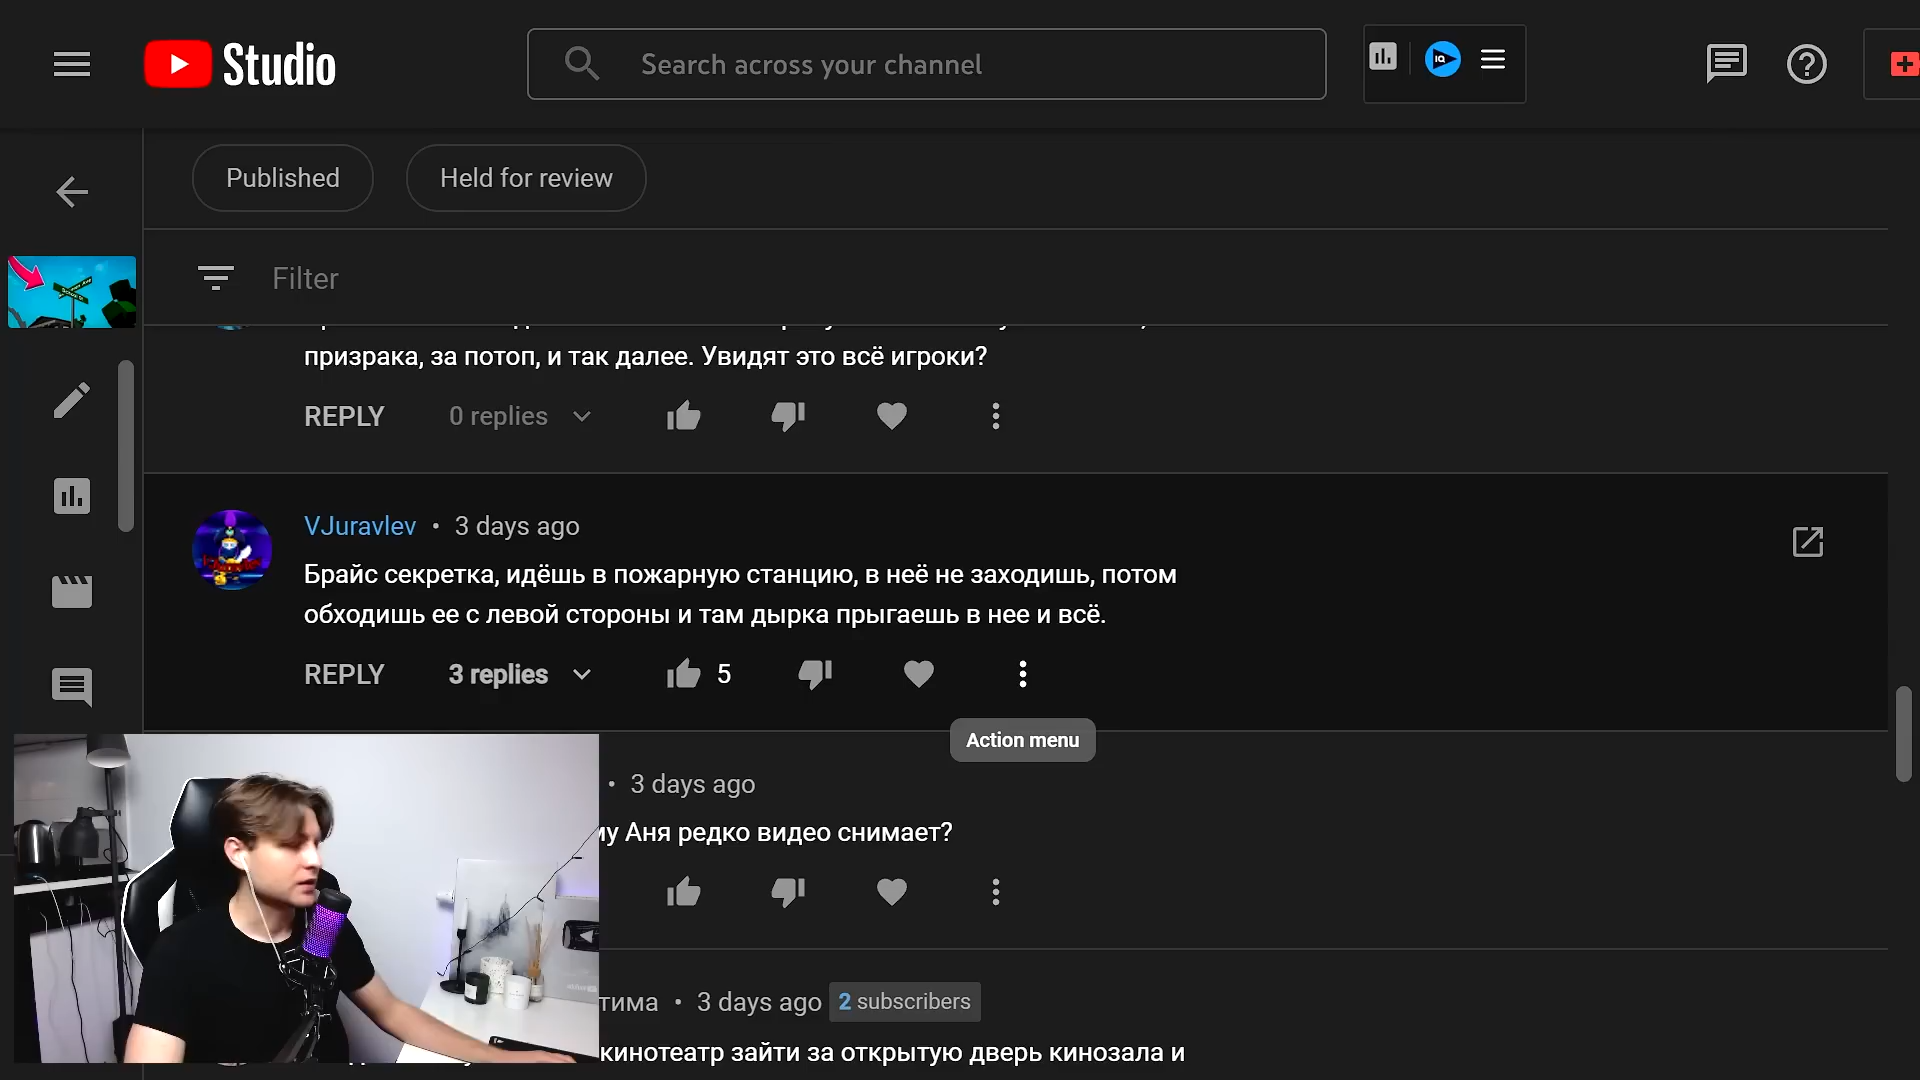 Studio
Search across your channel
IQ
Published
Held for review
Filter
призрака, за потоп, и так далее. Увидят это всё игроки?
REPLY
0 replies
VJuravlev • 3 days ago
Брайс секретка, идёшь в пожарную станцию, в неё не заходишь, потом
обходишь ее с левой стороны и там дырка прыгаешь в нее и всё.
REPLY
3 replies
5
Action menu
• 3 days ago
му Аня редко видео снимает?
тима • 3 days ago 2 subscribers
кинотеатр зайти за открытую дверь кинозала и